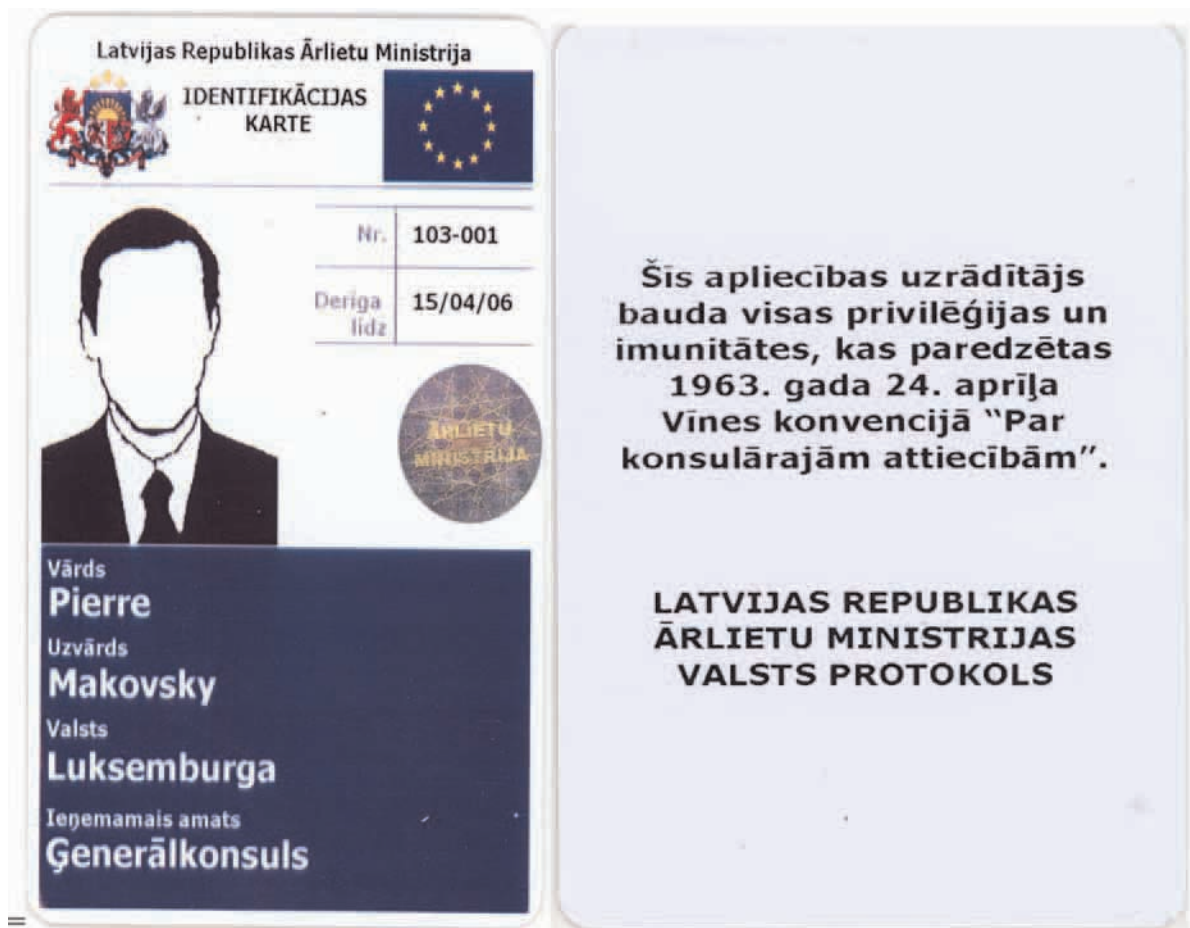 Latvijas Republikas Ārlietu Ministrija
IDENTIFIKĀCIJAS
KARTE
Nr. 103-001
Derīga
līdz 15/04/06
ĀRLIETU
MINISTRIJA
Vārds
Pierre
Uzvārds
Makovsky
Valsts
Luksemburga
Ieņemamais amats
Ģenerālkonsuls
Šīs apliecības uzrādītājs
bauda visas privilēģijas un
imunitātes, kas paredzētas
1963. gada 24. aprīļa
Vīnes konvencijā “Par
konsulārajām attiecībām”.
LATVIJAS REPUBLIKAS
ĀRLIETU MINISTRIJAS
VALSTS PROTOKOLS